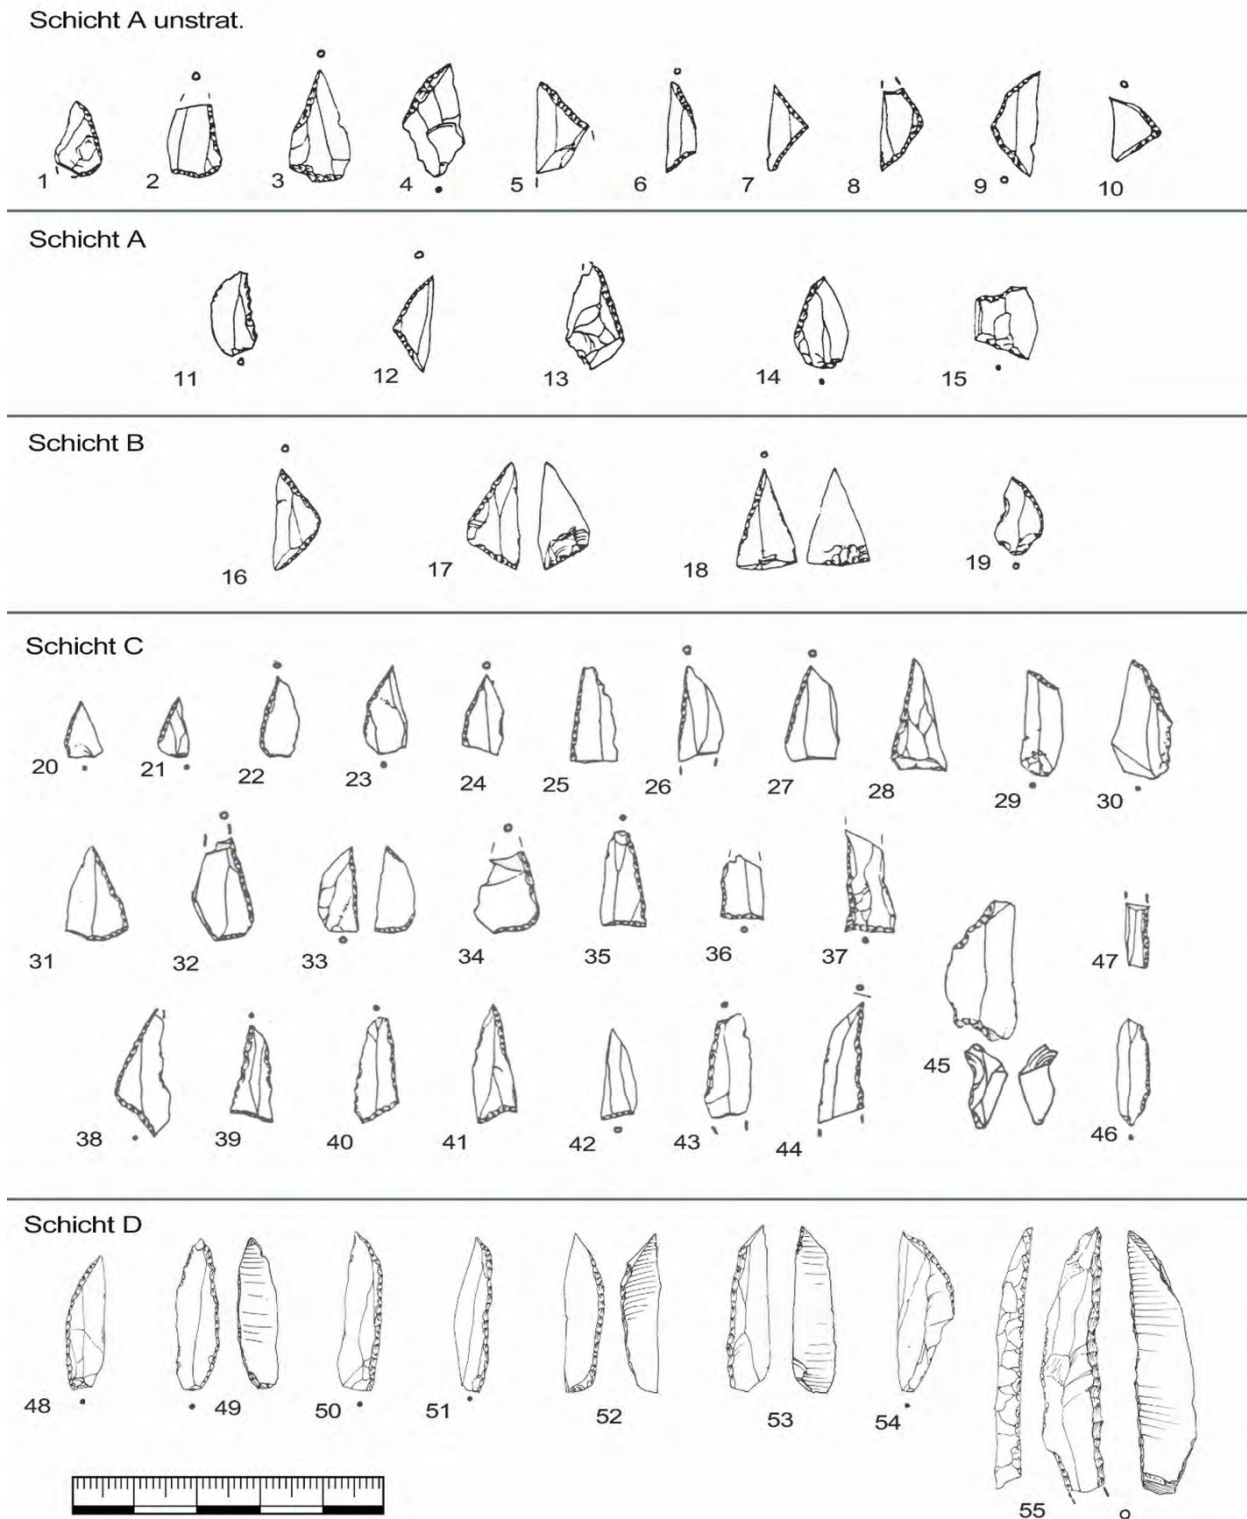 Schicht A unstrat.
1 2 3 4 5 6 7 8 9 10
Schicht A
11 12 13 14 15
Schicht B
16 17 18 19
Schicht C
20 21 22 23 24 25 26 27 28 29 30
31 32 33 34 35 36 37 47
38 39 40 41 42 43 44 45 46
Schicht D
48 49 50 51 52 53 54
55